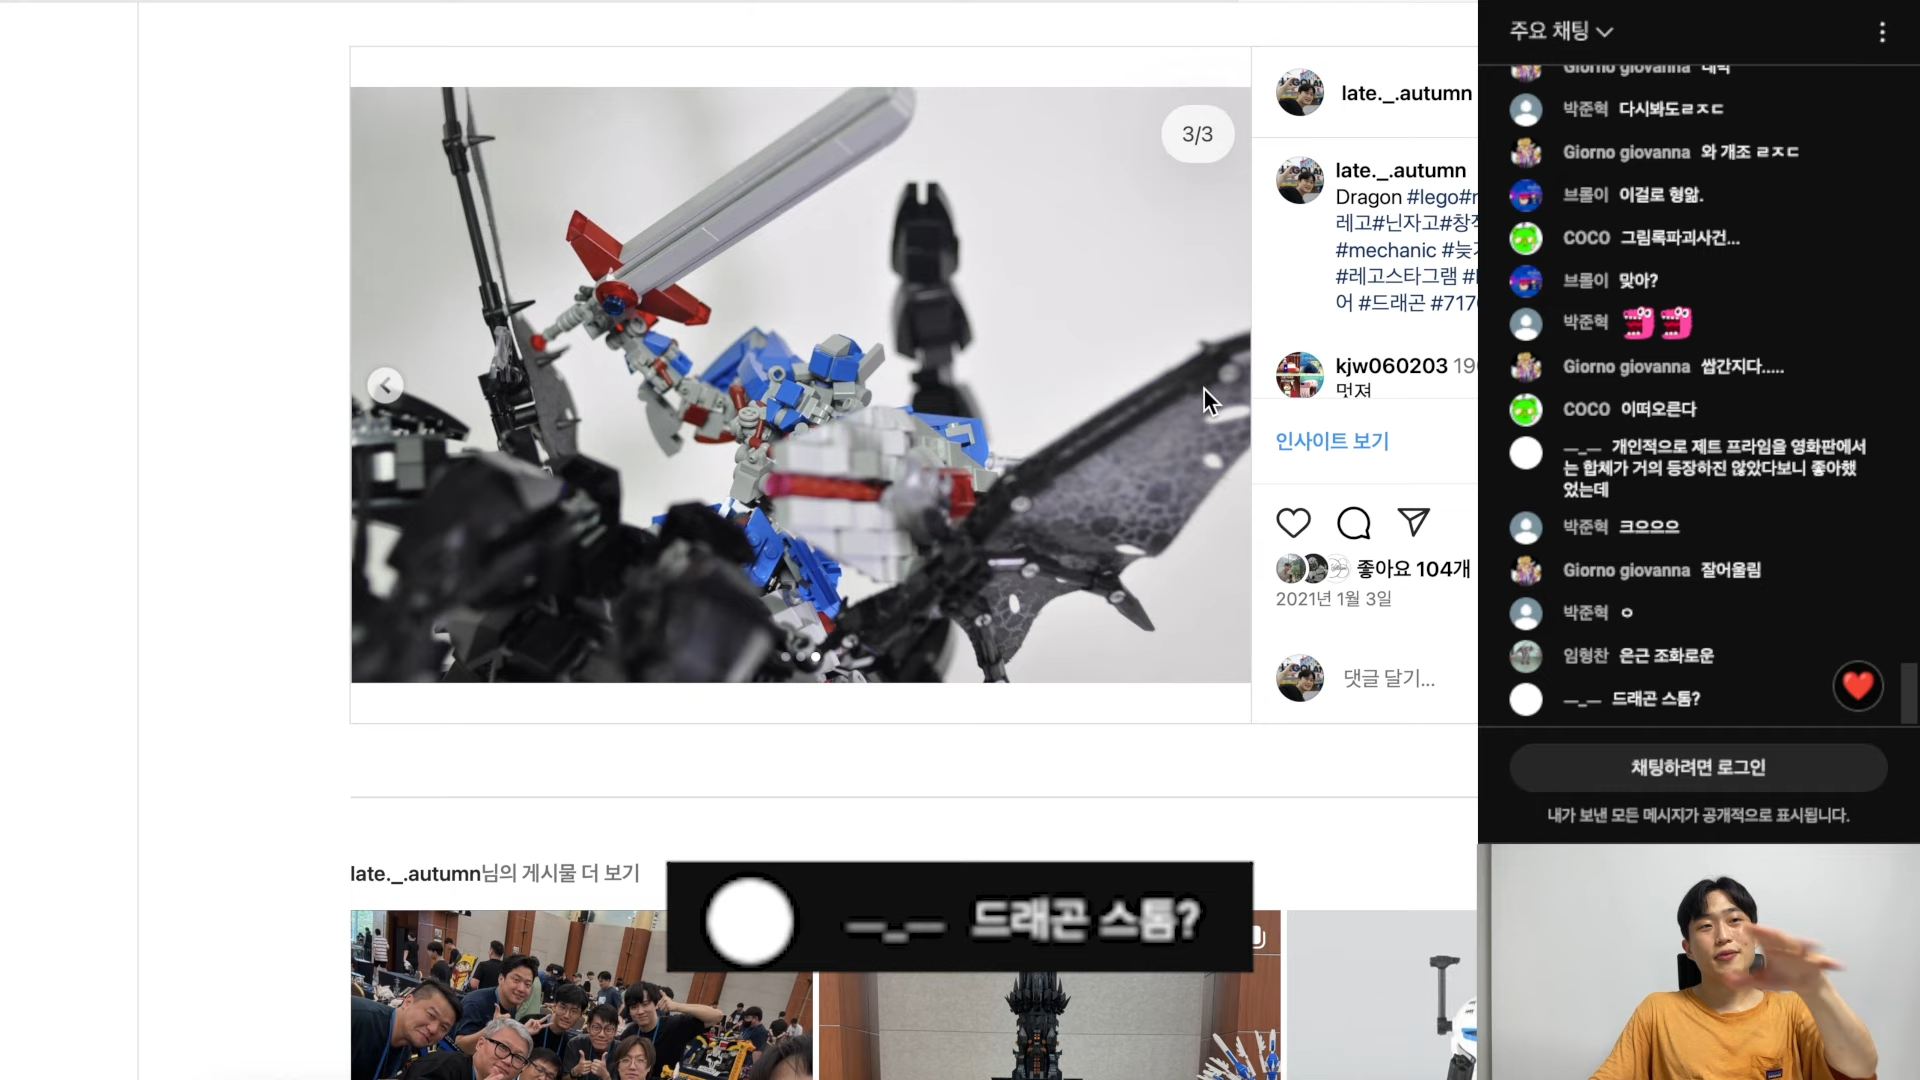 3/3
late._.autumn
late._.autumn
Dragon #lego#n
레고#닌자고#창작
#mechanic #늦가
#레고스타그램 #
어 #드래곤 #717
kjw060203 19
멋져
인사이트 보기
좋아요 104개
2021년 1월 3일
댓글 달기...
late._.autumn님의 게시물 더 보기
—_— 드래곤 스톰?
주요 채팅
Giorno giovanna 대박
박준혁 다시봐도ㄹㅈㄷ
Giorno giovanna 와 개조 ㄹㅈㄷ
브롤이 이걸로 형앎.
COCO 그림록파괴사건...
브롤이 맞아?
박준혁
Giorno giovanna 쌉간지다.....
COCO 이떠오른다
—_— 개인적으로 제트 프라임을 영화판에서
는 합체가 거의 등장하진 않았다보니 좋아했
었는데
박준혁 크으으으
Giorno giovanna 잘어울림
박준혁 ㅇ
임형찬 은근 조화로운
—_— 드래곤 스톰?
채팅하려면 로그인
내가 보낸 모든 메시지가 공개적으로 표시됩니다.